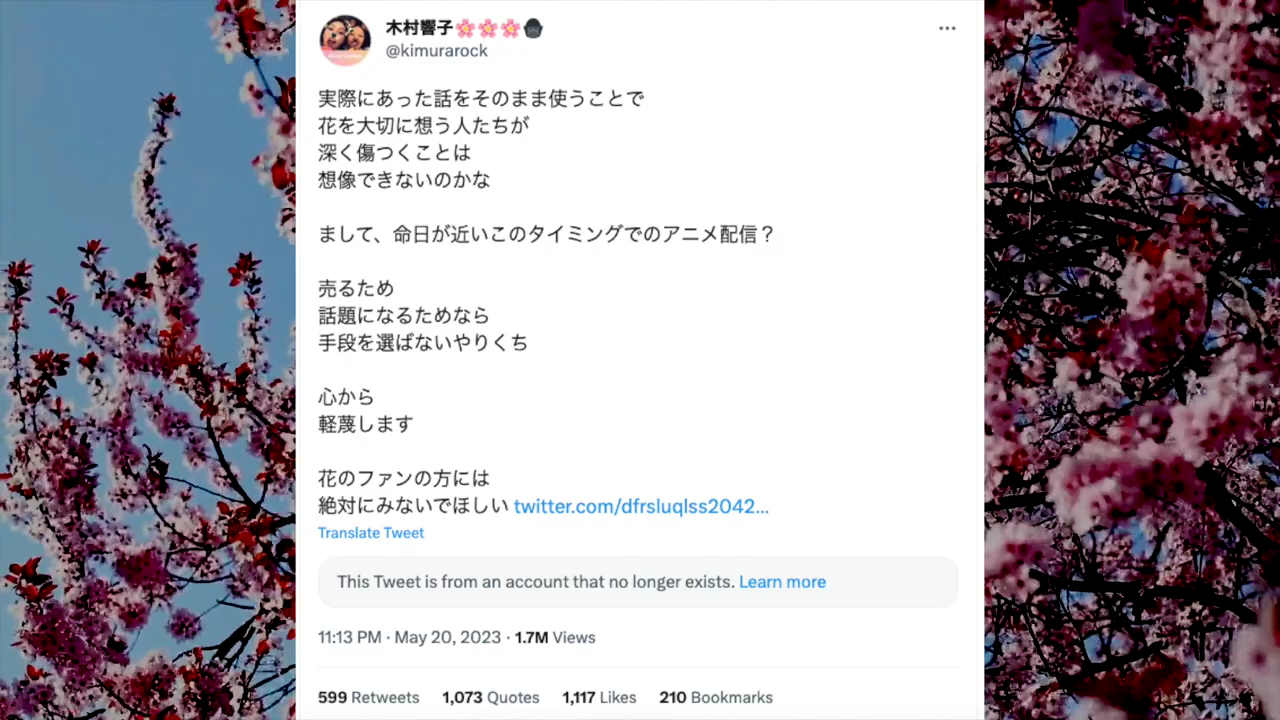 木村響子🌸🌸🌸🦍
@kimurarock
実際にあった話をそのまま使うことで
花を大切に想う人たちが
深く傷つくことは
想像できないのかな
まして、命日が近いこのタイミングでのアニメ配信？
売るため
話題になるためなら
手段を選ばないやりくち
心から
軽蔑します
花のファンの方には
絶対にみないでほしい twitter.com/dfrsluqlss2042…
Translate Tweet
This Tweet is from an account that no longer exists. Learn more
11:13 PM · May 20, 2023 · 1.7M Views
599 Retweets 1,073 Quotes 1,117 Likes 210 Bookmarks